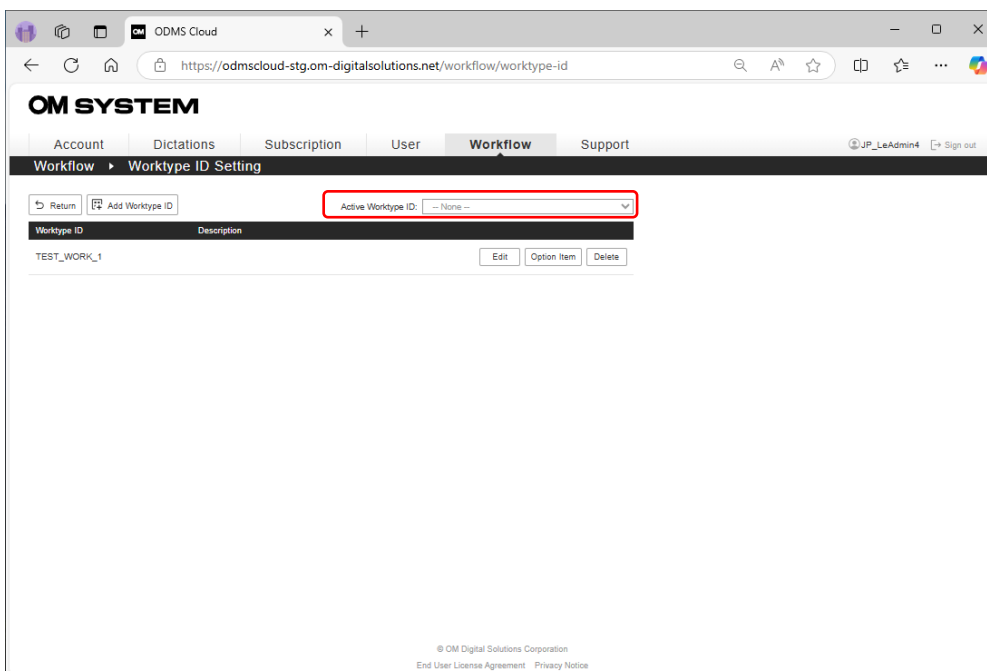 OM ODMS Cloud
https://odmscloud-stg.om-digitalsolutions.net/workflow/worktype-id
OM SYSTEM
Account Dictations Subscription User Workflow Support JP_LeAdmin4 Sign out
Workflow Worktype ID Setting
Return Add Worktype ID Active Worktype ID: -- None --
Worktype ID Description
TEST_WORK_1 Edit Option Item Delete
© OM Digital Solutions Corporation
End User License Agreement Privacy Notice